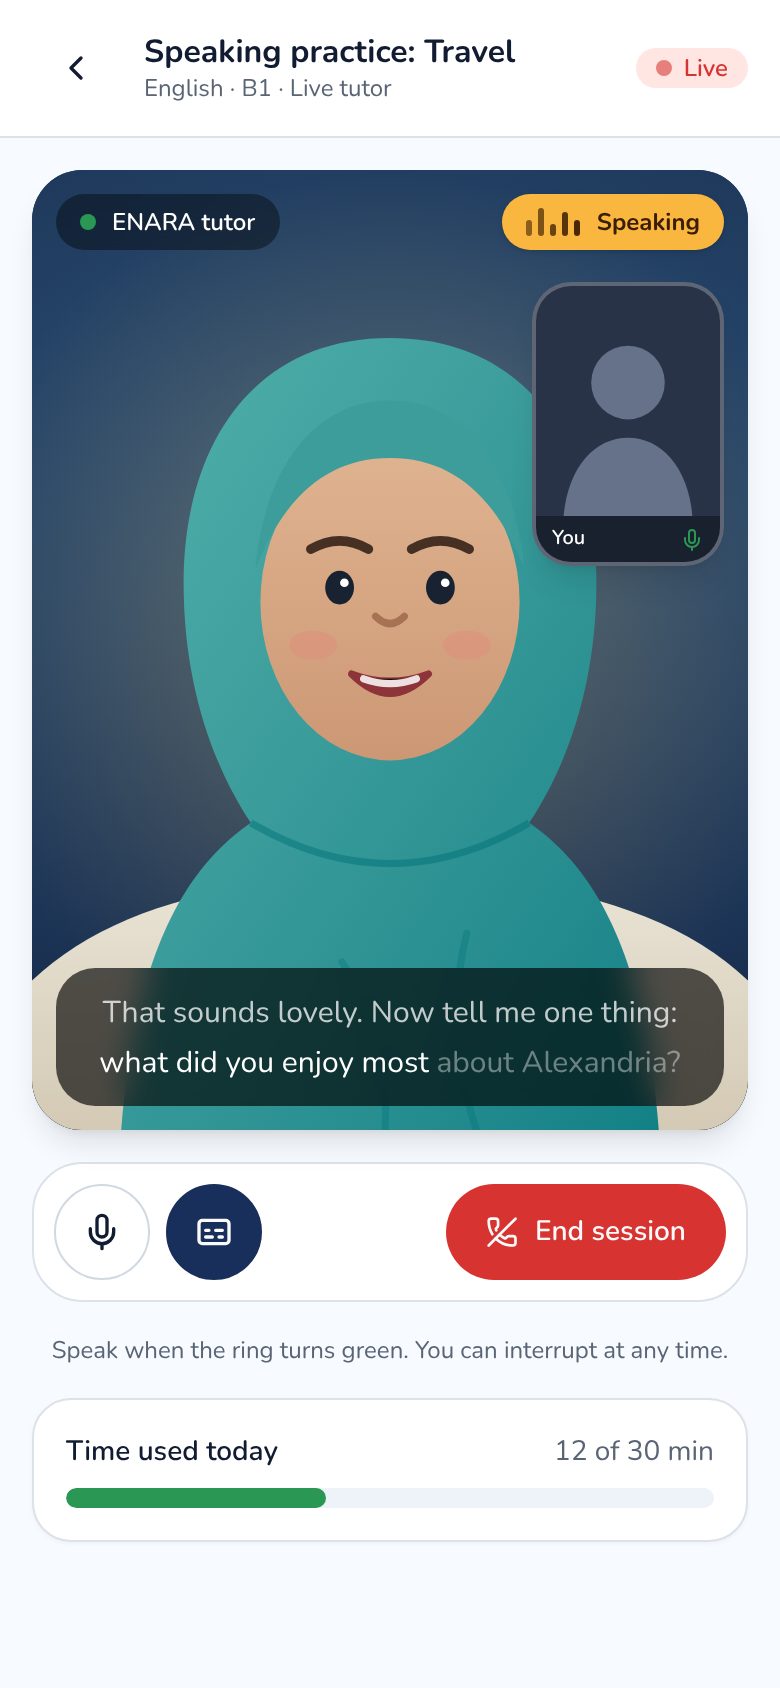 Speaking practice: Travel
English · B1 · Live tutor
Live
ENARA tutor
Speaking
You
That sounds lovely. Now tell me one thing:
what did you enjoy most about Alexandria?
End session
Speak when the ring turns green. You can interrupt at any time.
Time used today
12 of 30 min